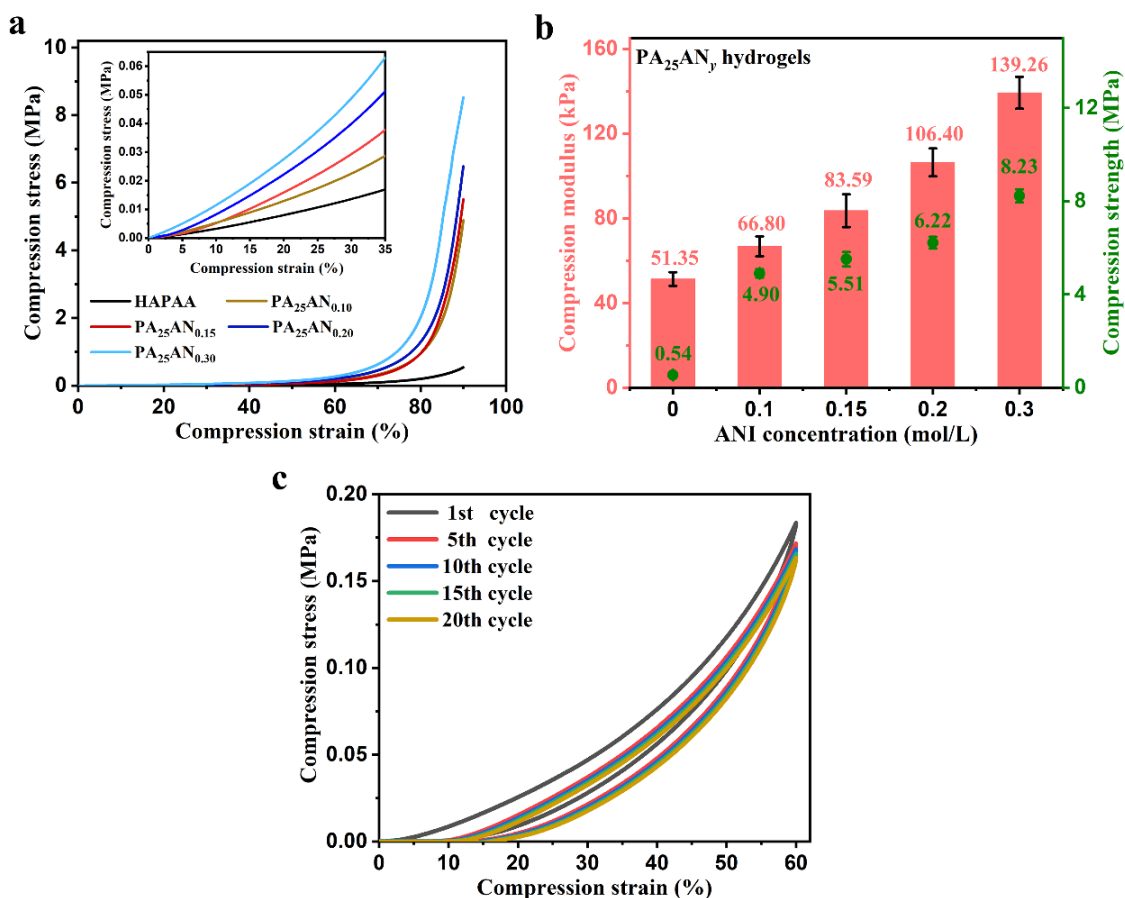 a
Compression stress (MPa)
10
8
6
4
2
0
0
20
40
60
80
100
Compression strain (%)
Compression stress (MPa)
0.06
0.05
0.04
0.03
0.02
0.01
0.00
0
5
10
15
20
25
30
35
Compression strain (%)
HAPAA
PA₂₅AN₀.₁₀
PA₂₅AN₀.₁₅
PA₂₅AN₀.₂₀
PA₂₅AN₀.₃₀
b
PA₂₅ANy hydrogels
Compression modulus (kPa)
160
120
80
40
0
51.35
66.80
83.59
106.40
139.26
0.54
4.90
5.51
6.22
8.23
0
0.1
0.15
0.2
0.3
ANI concentration (mol/L)
12
8
4
0
Compression strength (MPa)
c
Compression stress (MPa)
0.20
0.15
0.10
0.05
0.00
1st cycle
5th cycle
10th cycle
15th cycle
20th cycle
0
10
20
30
40
50
60
Compression strain (%)